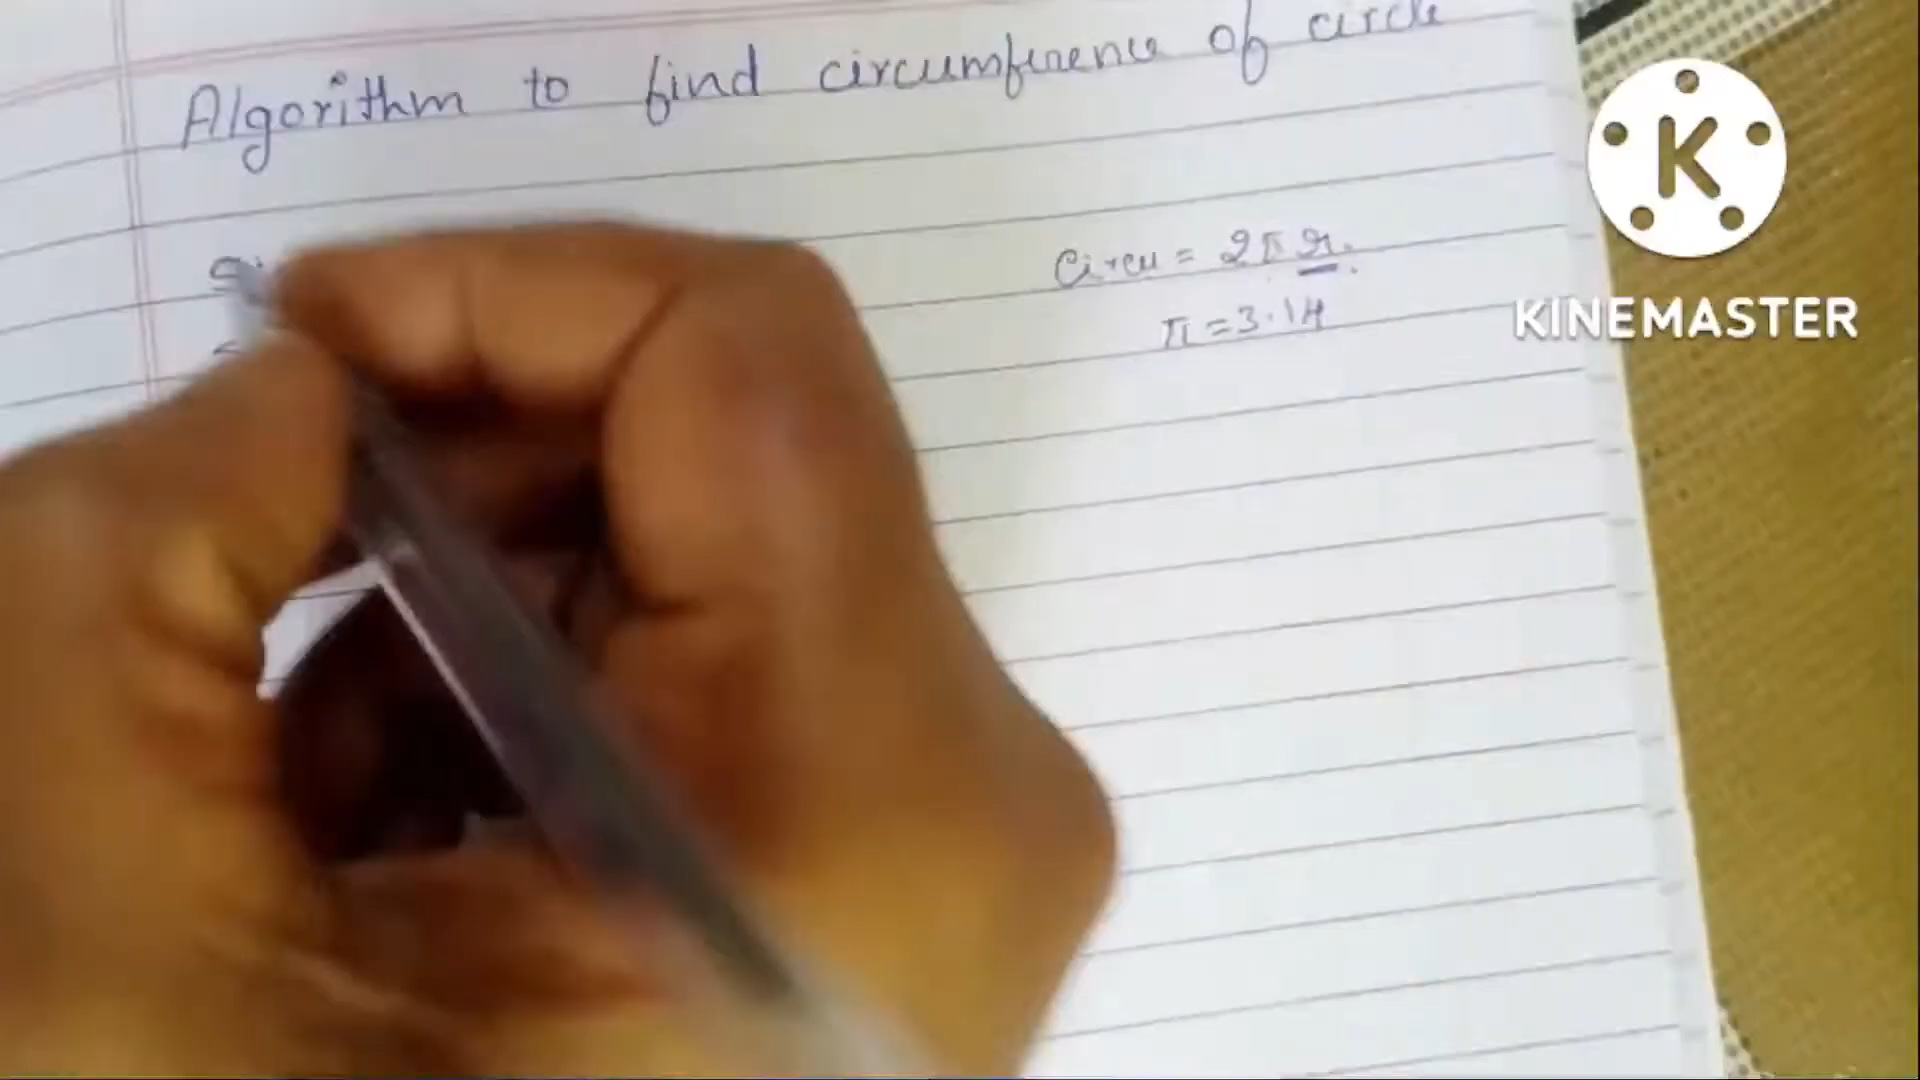 Algorithm to find circumference of circle
Circu = 2πr.
π = 3.14
K
KINEMASTER